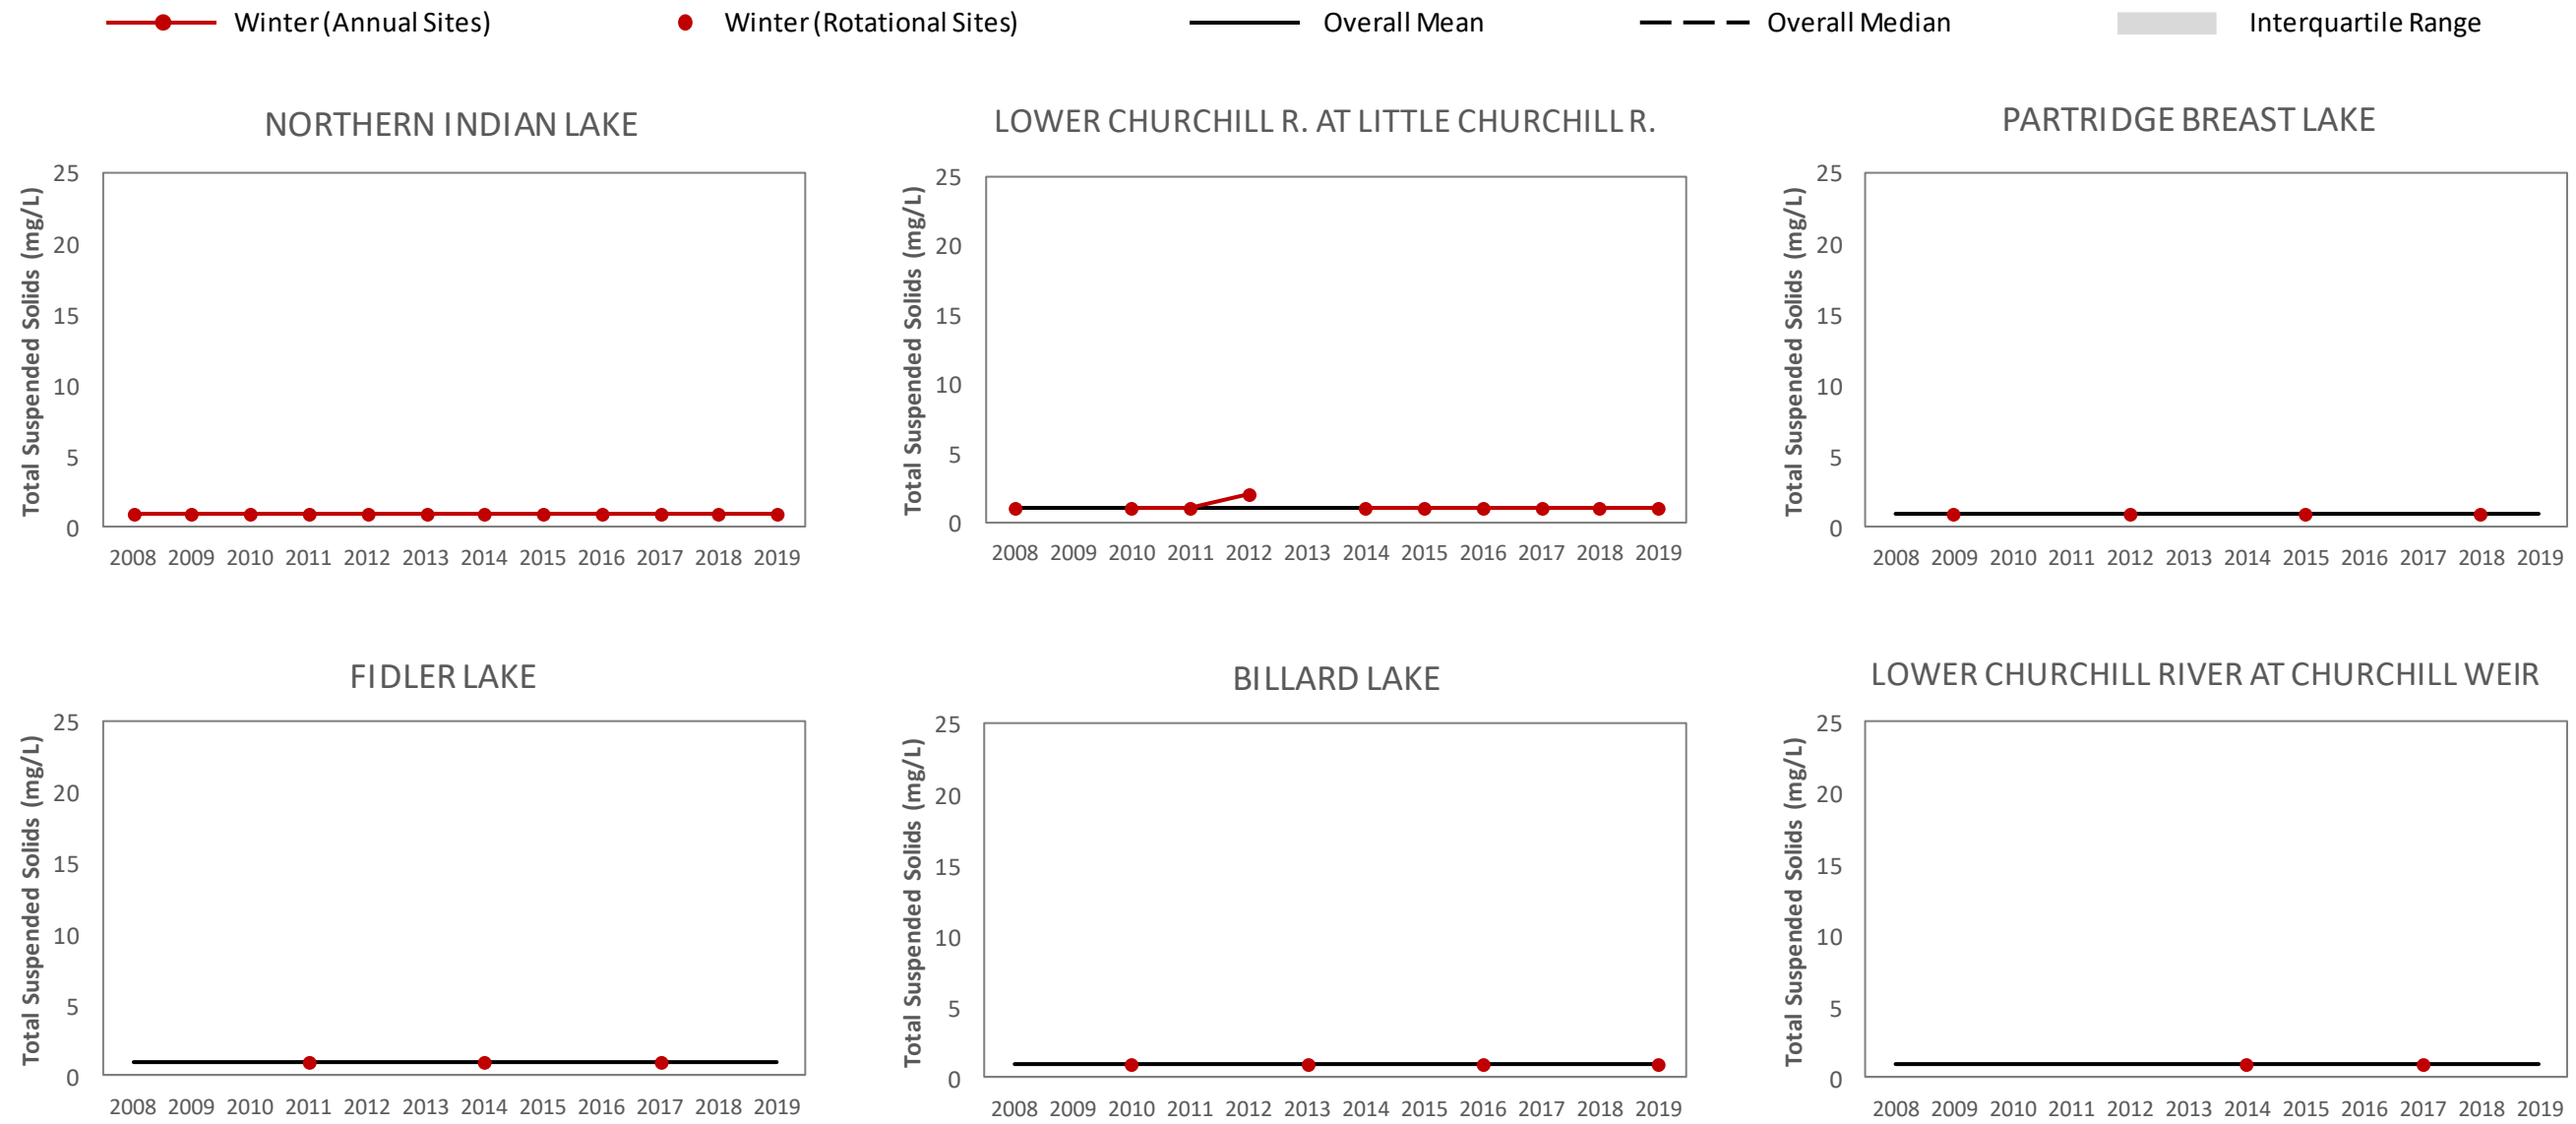 Winter (Annual Sites) Winter (Rotational Sites) Overall Mean Overall Median Interquartile Range
NORTHERN INDIAN LAKE
Total Suspended Solids (mg/L)
25
20
15
10
5
0
2008 2009 2010 2011 2012 2013 2014 2015 2016 2017 2018 2019
LOWER CHURCHILL R. AT LITTLE CHURCHILL R.
Total Suspended Solids (mg/L)
25
20
15
10
5
0
2008 2009 2010 2011 2012 2013 2014 2015 2016 2017 2018 2019
PARTRIDGE BREAST LAKE
Total Suspended Solids (mg/L)
25
20
15
10
5
0
2008 2009 2010 2011 2012 2013 2014 2015 2016 2017 2018 2019
FIDLER LAKE
Total Suspended Solids (mg/L)
25
20
15
10
5
0
2008 2009 2010 2011 2012 2013 2014 2015 2016 2017 2018 2019
BILLARD LAKE
Total Suspended Solids (mg/L)
25
20
15
10
5
0
2008 2009 2010 2011 2012 2013 2014 2015 2016 2017 2018 2019
LOWER CHURCHILL RIVER AT CHURCHILL WEIR
Total Suspended Solids (mg/L)
25
20
15
10
5
0
2008 2009 2010 2011 2012 2013 2014 2015 2016 2017 2018 2019